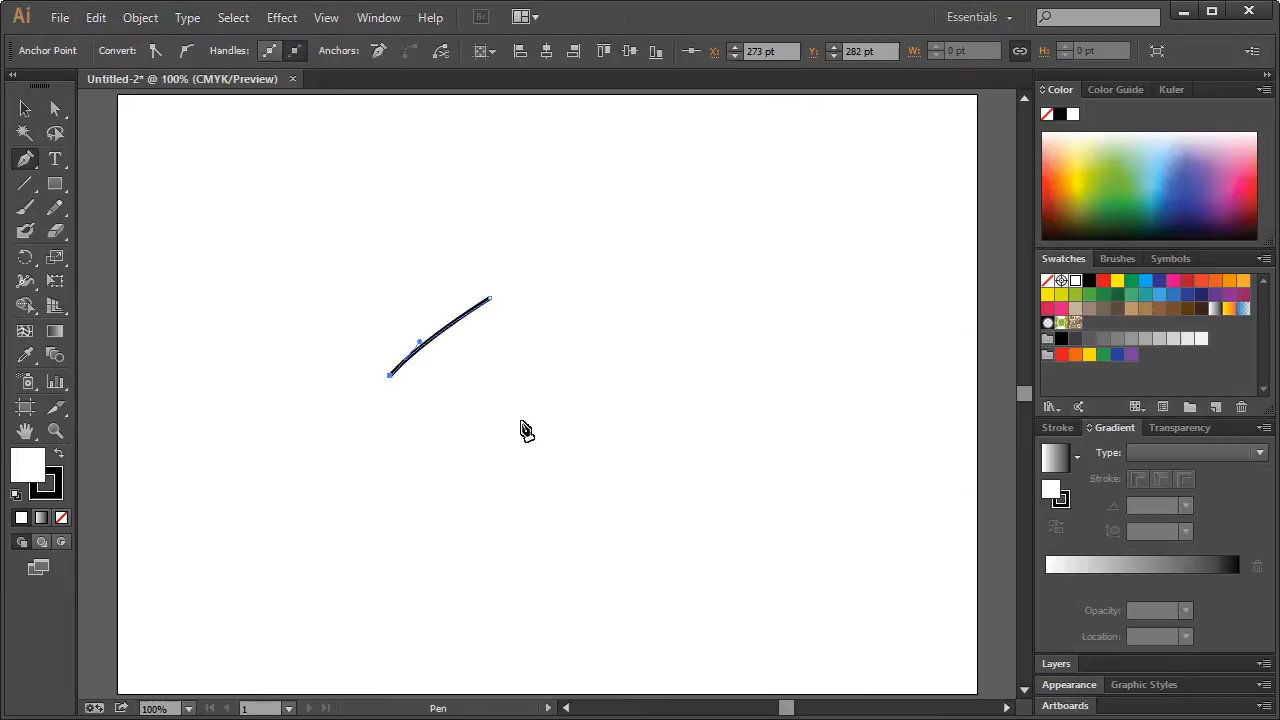 Ai File Edit Object Type Select Effect View Window Help Br Essentials
Anchor Point Convert: Handles: Anchors: X: 273 pt Y: 282 pt W: 0 pt H: 0 pt
Untitled-2* @ 100% (CMYK/Preview)
Color Color Guide Kuler
Swatches Brushes Symbols
Stroke Gradient Transparency
Type:
Stroke:
Opacity:
Location:
Layers
Appearance Graphic Styles
Artboards
100% 1 Pen